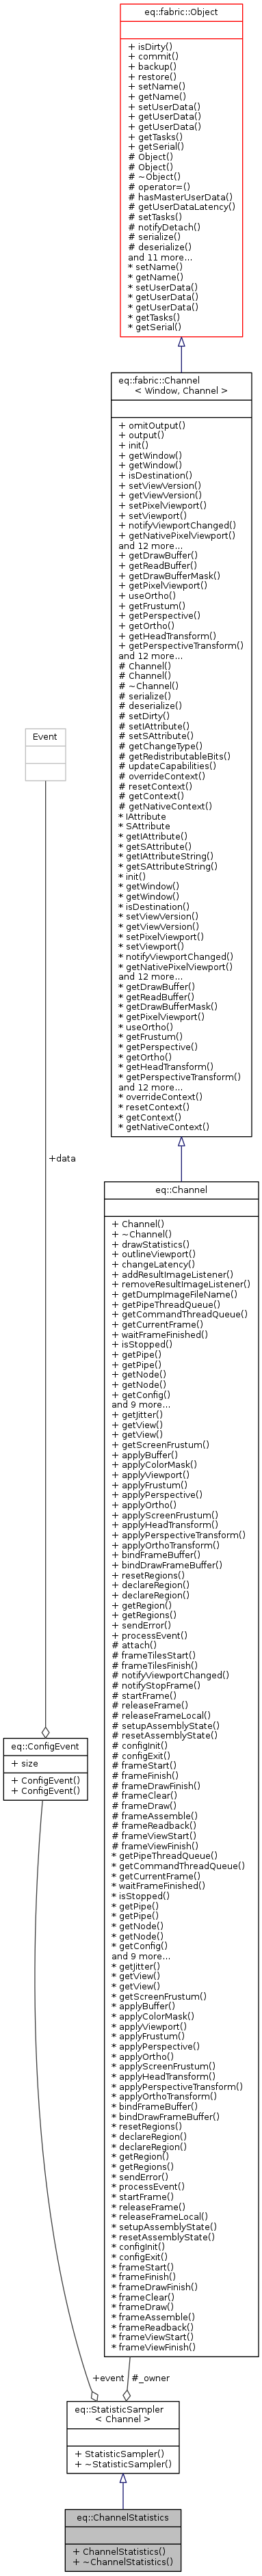 eq::fabric::Object
+ isDirty()
+ commit()
+ backup()
+ restore()
+ setName()
+ getName()
+ setUserData()
+ getUserData()
+ getUserData()
+ getTasks()
+ getSerial()
# Object()
# Object()
# ~Object()
# operator=()
# hasMasterUserData()
# getUserDataLatency()
# setTasks()
# notifyDetach()
# serialize()
# deserialize()
and 11 more...
* setName()
* getName()
* setUserData()
* getUserData()
* getUserData()
* getTasks()
* getSerial()
eq::fabric::Channel
< Window, Channel >
+ omitOutput()
+ output()
+ init()
+ getWindow()
+ getWindow()
+ isDestination()
+ setViewVersion()
+ getViewVersion()
+ setPixelViewport()
+ setViewport()
+ notifyViewportChanged()
+ getNativePixelViewport()
and 12 more...
+ getDrawBuffer()
+ getReadBuffer()
+ getDrawBufferMask()
+ getPixelViewport()
+ useOrtho()
+ getFrustum()
+ getPerspective()
+ getOrtho()
+ getHeadTransform()
+ getPerspectiveTransform()
and 12 more...
# Channel()
# Channel()
# ~Channel()
# serialize()
# deserialize()
# setDirty()
# setIAttribute()
# setSAttribute()
# getChangeType()
# getRedistributableBits()
# updateCapabilities()
# overrideContext()
# resetContext()
# getContext()
# getNativeContext()
* IAttribute
* SAttribute
* getIAttribute()
* getSAttribute()
* getIAttributeString()
* getSAttributeString()
* init()
* getWindow()
* getWindow()
* isDestination()
* setViewVersion()
* getViewVersion()
* setPixelViewport()
* setViewport()
* notifyViewportChanged()
* getNativePixelViewport()
and 12 more...
* getDrawBuffer()
* getReadBuffer()
* getDrawBufferMask()
* getPixelViewport()
* useOrtho()
* getFrustum()
* getPerspective()
* getOrtho()
* getHeadTransform()
* getPerspectiveTransform()
and 12 more...
* overrideContext()
* resetContext()
* getContext()
* getNativeContext()
Event
+data
eq::Channel
+ Channel()
+ ~Channel()
+ drawStatistics()
+ outlineViewport()
+ changeLatency()
+ addResultImageListener()
+ removeResultImageListener()
+ getDumpImageFileName()
+ getPipeThreadQueue()
+ getCommandThreadQueue()
+ getCurrentFrame()
+ waitFrameFinished()
+ isStopped()
+ getPipe()
+ getPipe()
+ getNode()
+ getNode()
+ getConfig()
and 9 more...
+ getJitter()
+ getView()
+ getView()
+ getScreenFrustum()
+ applyBuffer()
+ applyColorMask()
+ applyViewport()
+ applyFrustum()
+ applyPerspective()
+ applyOrtho()
+ applyScreenFrustum()
+ applyHeadTransform()
+ applyPerspectiveTransform()
+ applyOrthoTransform()
+ bindFrameBuffer()
+ bindDrawFrameBuffer()
+ resetRegions()
+ declareRegion()
+ declareRegion()
+ getRegion()
+ getRegions()
+ sendError()
+ processEvent()
# attach()
# frameTilesStart()
# frameTilesFinish()
# notifyViewportChanged()
# notifyStopFrame()
# startFrame()
# releaseFrame()
# releaseFrameLocal()
# setupAssemblyState()
# resetAssemblyState()
# configInit()
# configExit()
# frameStart()
# frameFinish()
# frameDrawFinish()
# frameClear()
# frameDraw()
# frameAssemble()
# frameReadback()
# frameViewStart()
# frameViewFinish()
* getPipeThreadQueue()
* getCommandThreadQueue()
* getCurrentFrame()
* waitFrameFinished()
* isStopped()
* getPipe()
* getPipe()
* getNode()
* getNode()
* getConfig()
and 9 more...
* getJitter()
* getView()
* getView()
* getScreenFrustum()
* applyBuffer()
* applyColorMask()
* applyViewport()
* applyFrustum()
* applyPerspective()
* applyOrtho()
* applyScreenFrustum()
* applyHeadTransform()
* applyPerspectiveTransform()
* applyOrthoTransform()
* bindFrameBuffer()
* bindDrawFrameBuffer()
* resetRegions()
* declareRegion()
* declareRegion()
* getRegion()
* getRegions()
* sendError()
* processEvent()
* startFrame()
* releaseFrame()
* releaseFrameLocal()
* setupAssemblyState()
* resetAssemblyState()
* configInit()
* configExit()
* frameStart()
* frameFinish()
* frameDrawFinish()
* frameClear()
* frameDraw()
* frameAssemble()
* frameReadback()
* frameViewStart()
* frameViewFinish()
eq::ConfigEvent
+ size
+ ConfigEvent()
+ ConfigEvent()
+event
#_owner
eq::StatisticSampler
< Channel >
+ StatisticSampler()
+ ~StatisticSampler()
eq::ChannelStatistics
+ ChannelStatistics()
+ ~ChannelStatistics()